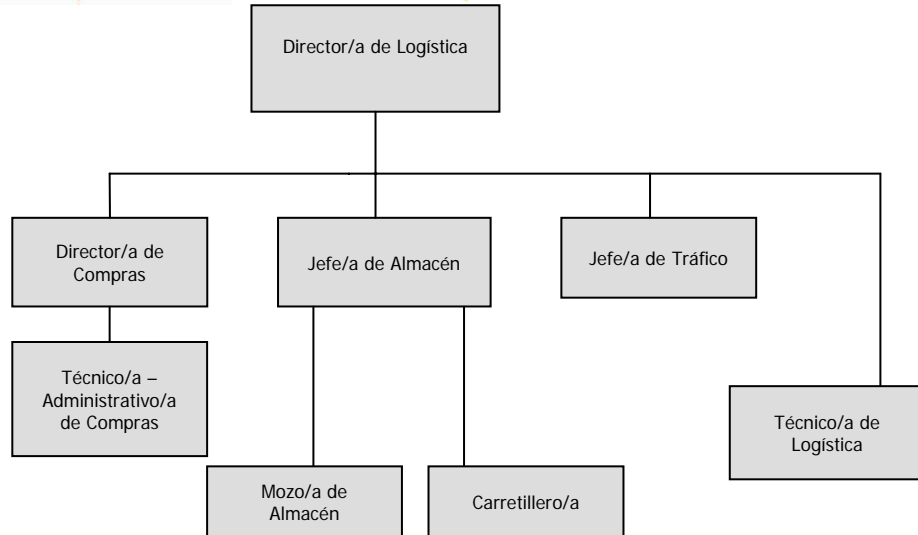 Director/a de Logística
Director/a de
Compras
Jefe/a de Almacén
Jefe/a de Tráfico
Técnico/a –
Administrativo/a
de Compras
Técnico/a de
Logística
Mozo/a de
Almacén
Carretillero/a